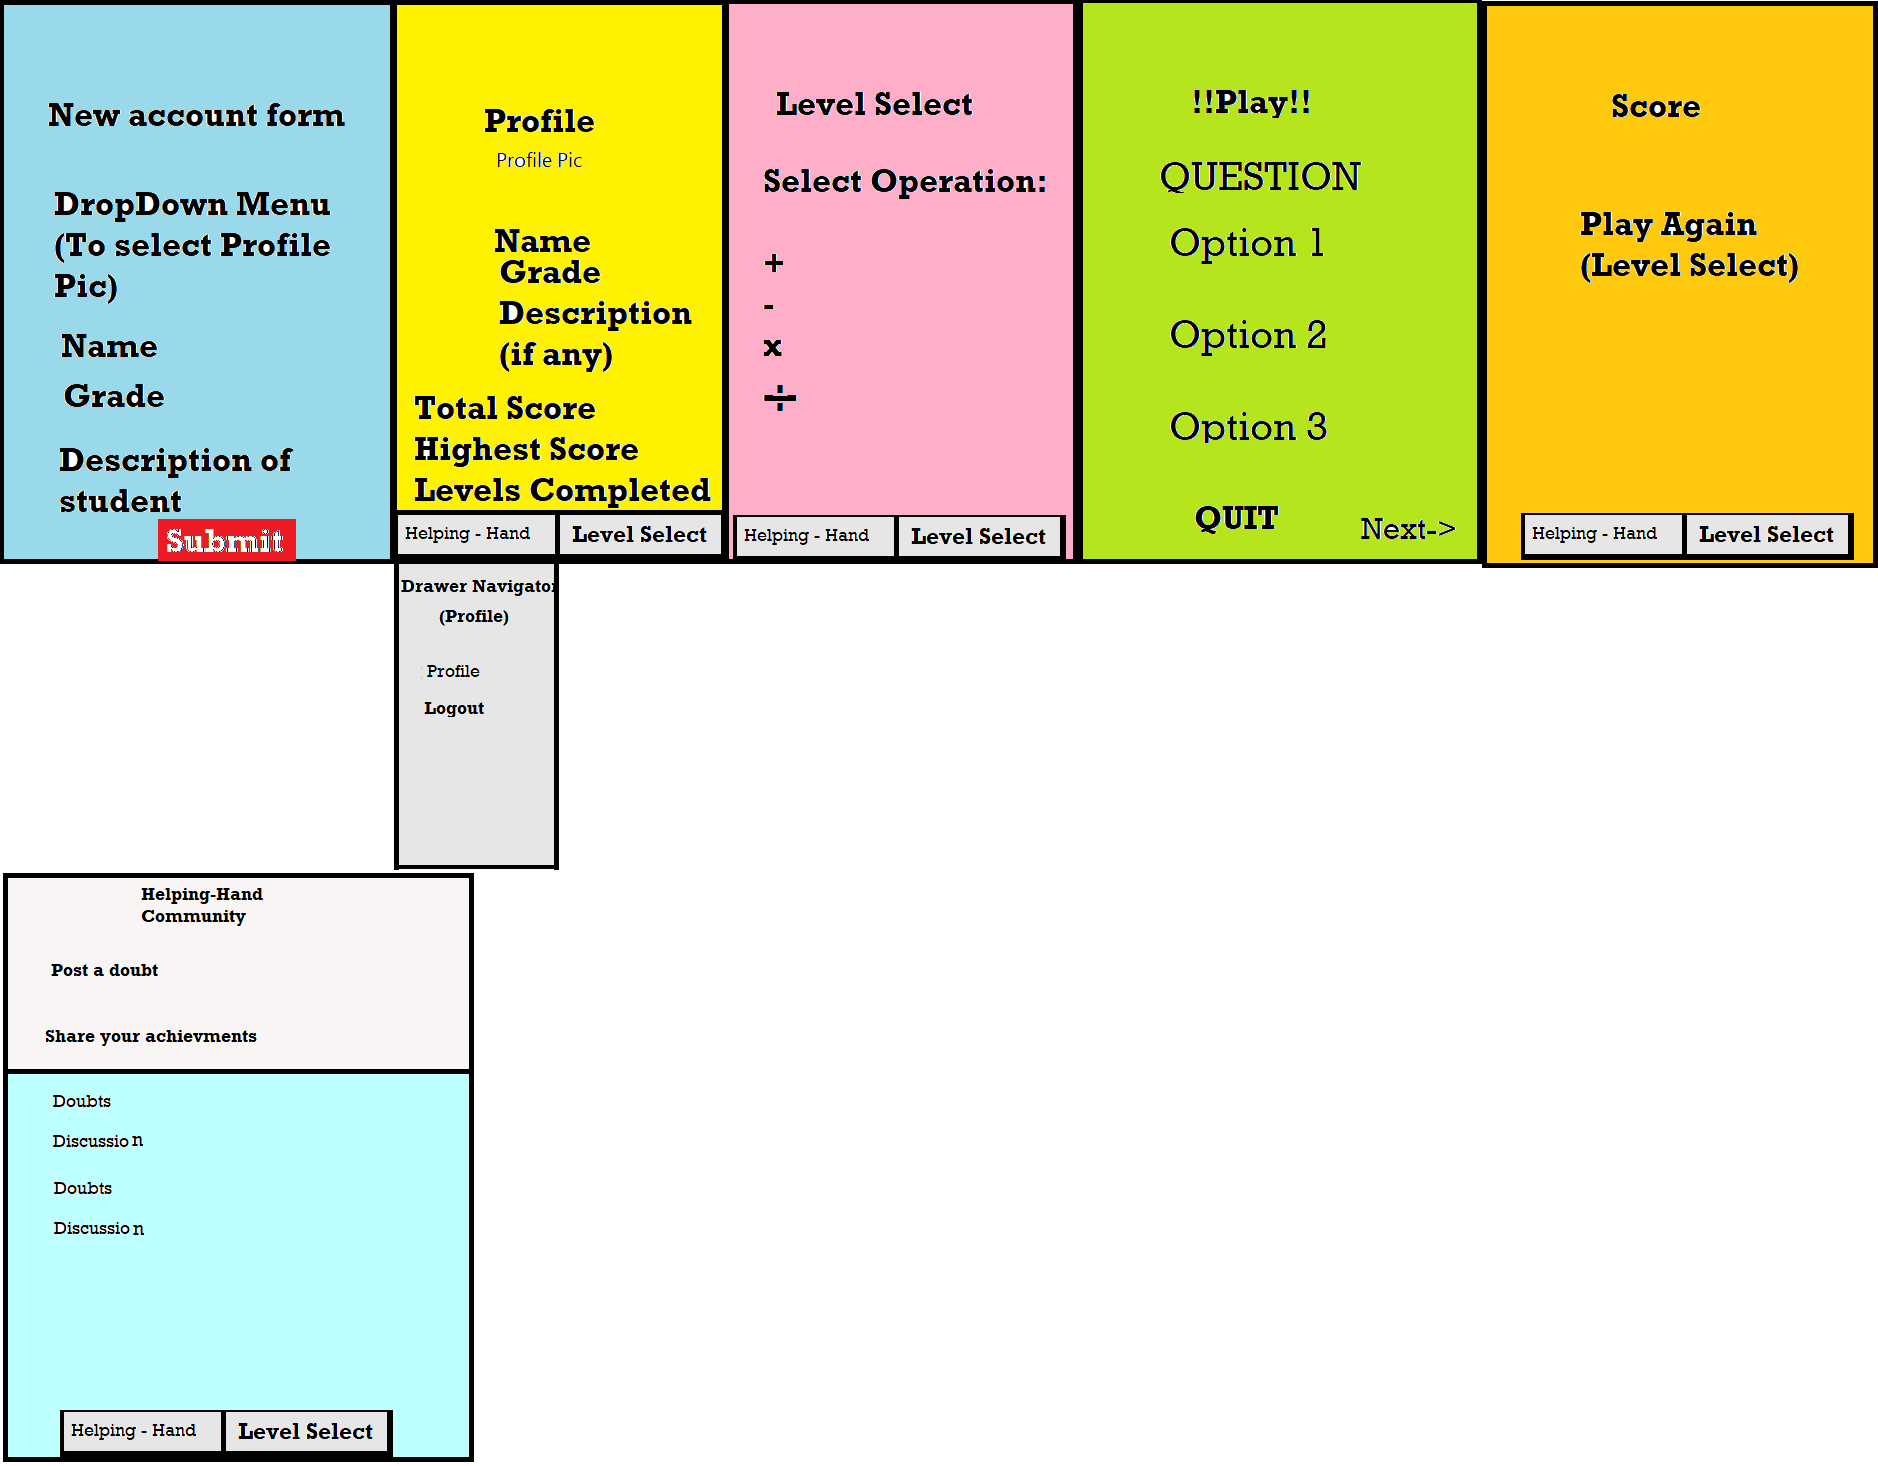 New account form
DropDown Menu
(To select Profile
Pic)
Name
Grade
Description of
student
Submit
Profile
Profile Pic
Name
Grade
Description
(if any)
Total Score
Highest Score
Levels Completed
Helping - Hand
Level Select
Drawer Navigator
(Profile)
Profile
Logout
Level Select
Select Operation:
+
-
x
÷
Helping - Hand
Level Select
!!Play!!
QUESTION
Option 1
Option 2
Option 3
QUIT
Next->
Score
Play Again
(Level Select)
Helping - Hand
Level Select
Helping-Hand
Community
Post a doubt
Share your achievments
Doubts
Discussion
Doubts
Discussion
Helping - Hand
Level Select